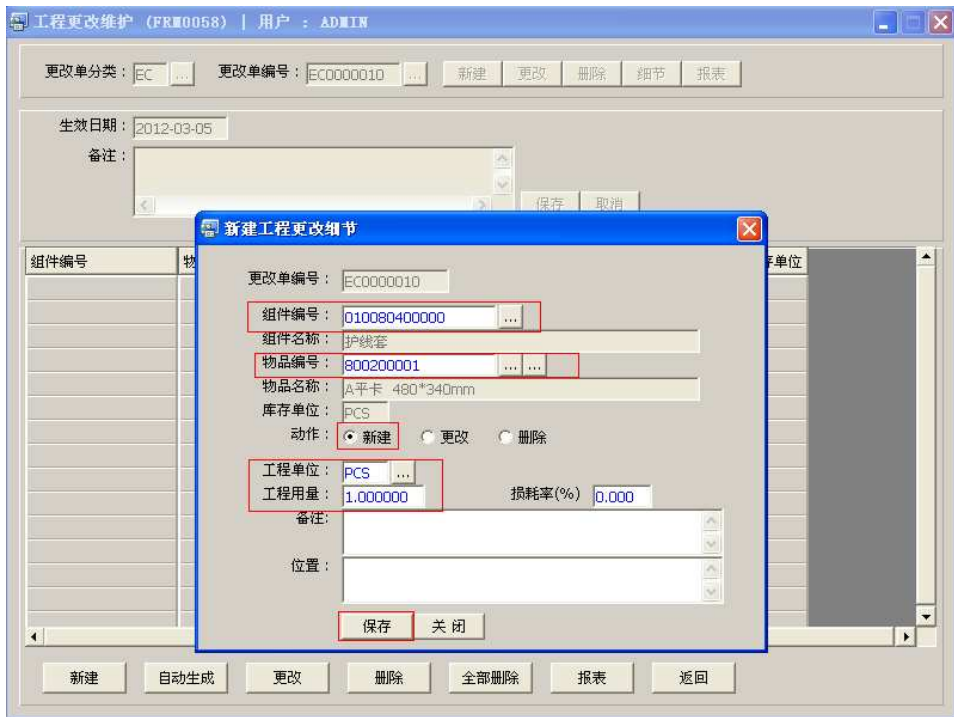 工程更改维护 (FRM0058) | 用户 : ADMIN
更改单分类： EC ... 更改单编号： EC0000010 ... 新建 更改 删除 细节 报表
生效日期： 2012-03-05
备注：
保存 取消
新建工程更改细节
组件编号 物 存单位
更改单编号： EC0000010
组件编号： 010080400000 ...
组件名称： 护线套
物品编号： 800200001 ... ...
物品名称： A平卡 480*340mm
库存单位： PCS
动作： 新建 更改 删除
工程单位： PCS ...
工程用量： 1.000000 损耗率(%) 0.000
备注:
位置：
保存 关 闭
新建 自动生成 更改 删除 全部删除 报表 返回